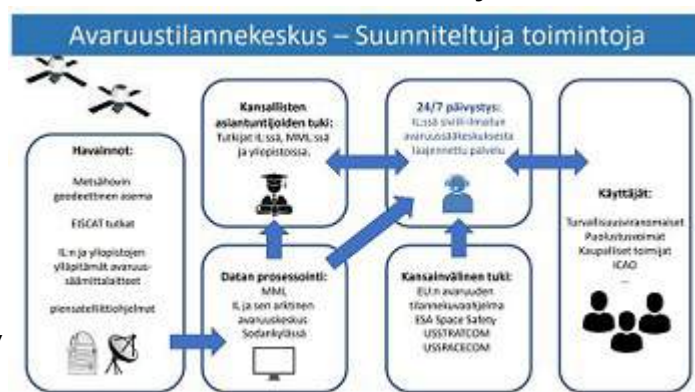 Avaruustilannekeskus – Suunniteltuja toimintoja
Havainnot:
Metsähovin
geodeettinen asema
EISCAT tutkat
IL:n ja yliopistojen
ylläpitämät avaruus-
säämittalaitteet
piensatelliittiohjelmat
Kansallisten
asiantuntijoiden tuki:
Tutkijat IL:ssä, MML:ssä
ja yliopistoissa.
Datan prosessointi:
MML
IL ja sen arktinen
avaruuskeskus
Sodankylässä
24/7 päivystys:
IL:ssä siviili-ilmailun
avaruussääkeskuksesta
laajennettu palvelu
Kansainvälinen tuki:
EU:n avaruuden
tilannekuvaohjelma
ESA Space Safety
USSTRATCOM
USSPACECOM
Käyttäjät:
Turvallisuusviranomaiset
Puolustusvoimat
Kaupalliset toimijat
ICAO
...